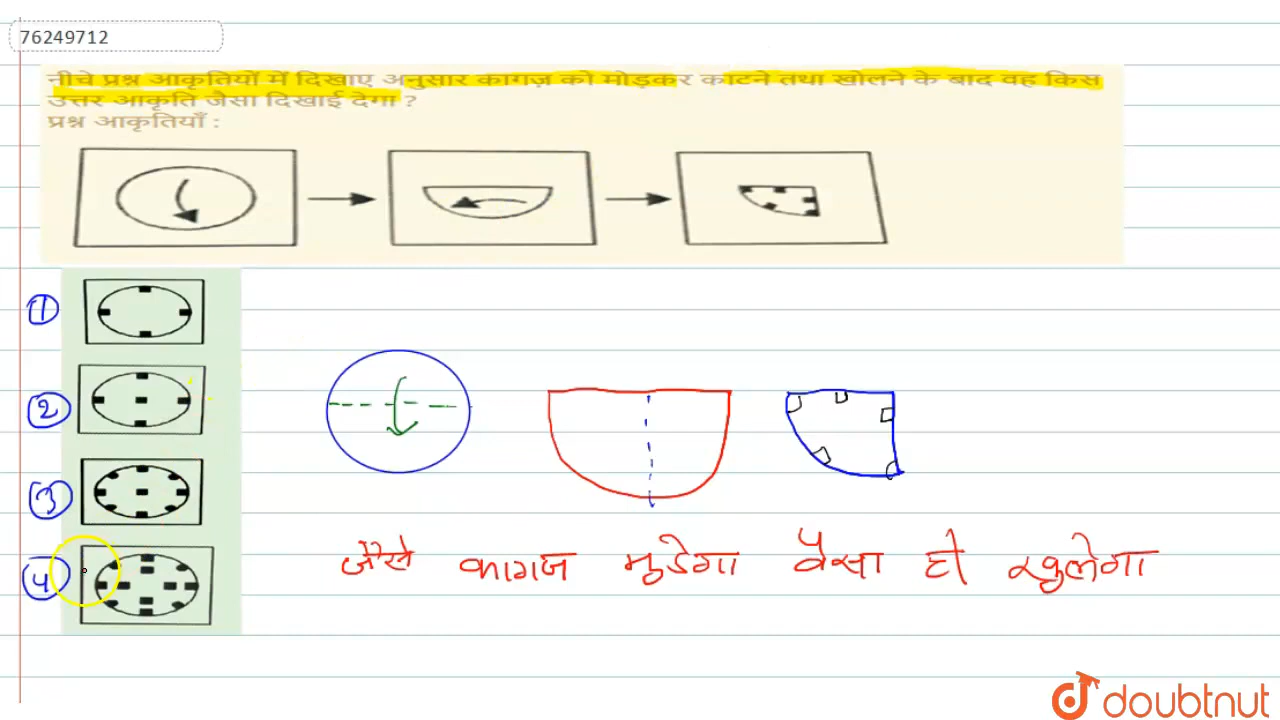 76249712
नीचे प्रश्न आकृतियों में दिखाए अनुसार कागज़ को मोड़कर काटने तथा खोलने के बाद वह किस
उत्तर आकृति जैसा दिखाई देगा ?
प्रश्न आकृतियाँ :
1
2
3
4
जैसे कागज मुडेगा वैसा ही खुलेगा
doubtnut